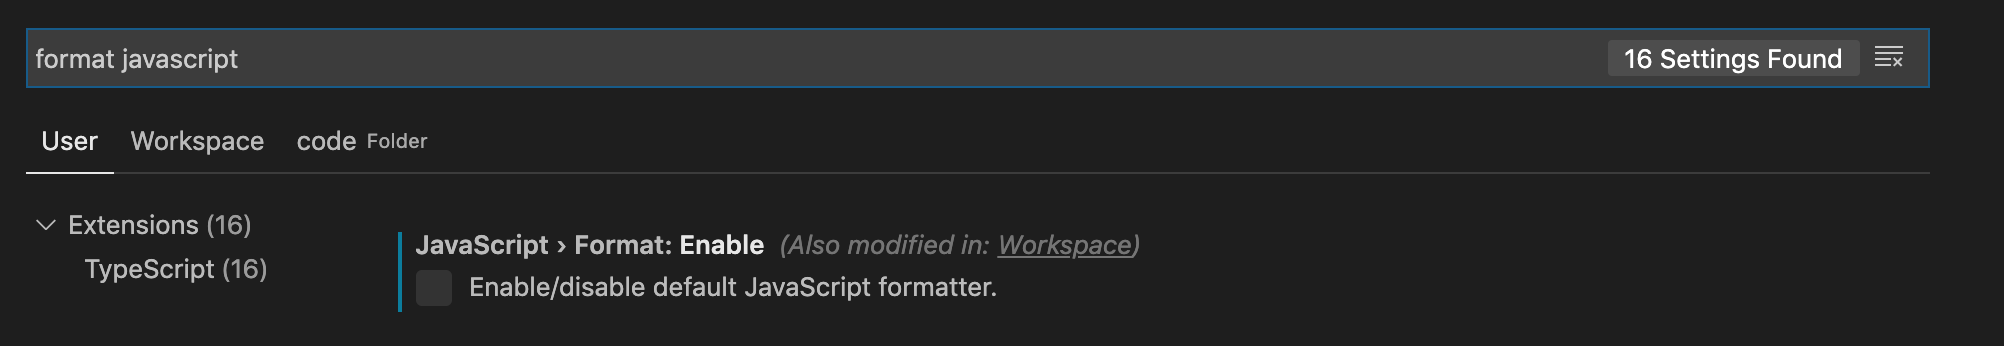 format javascript
16 Settings Found
User Workspace code Folder
Extensions (16)
TypeScript (16)
JavaScript › Format: Enable (Also modified in: Workspace)
Enable/disable default JavaScript formatter.